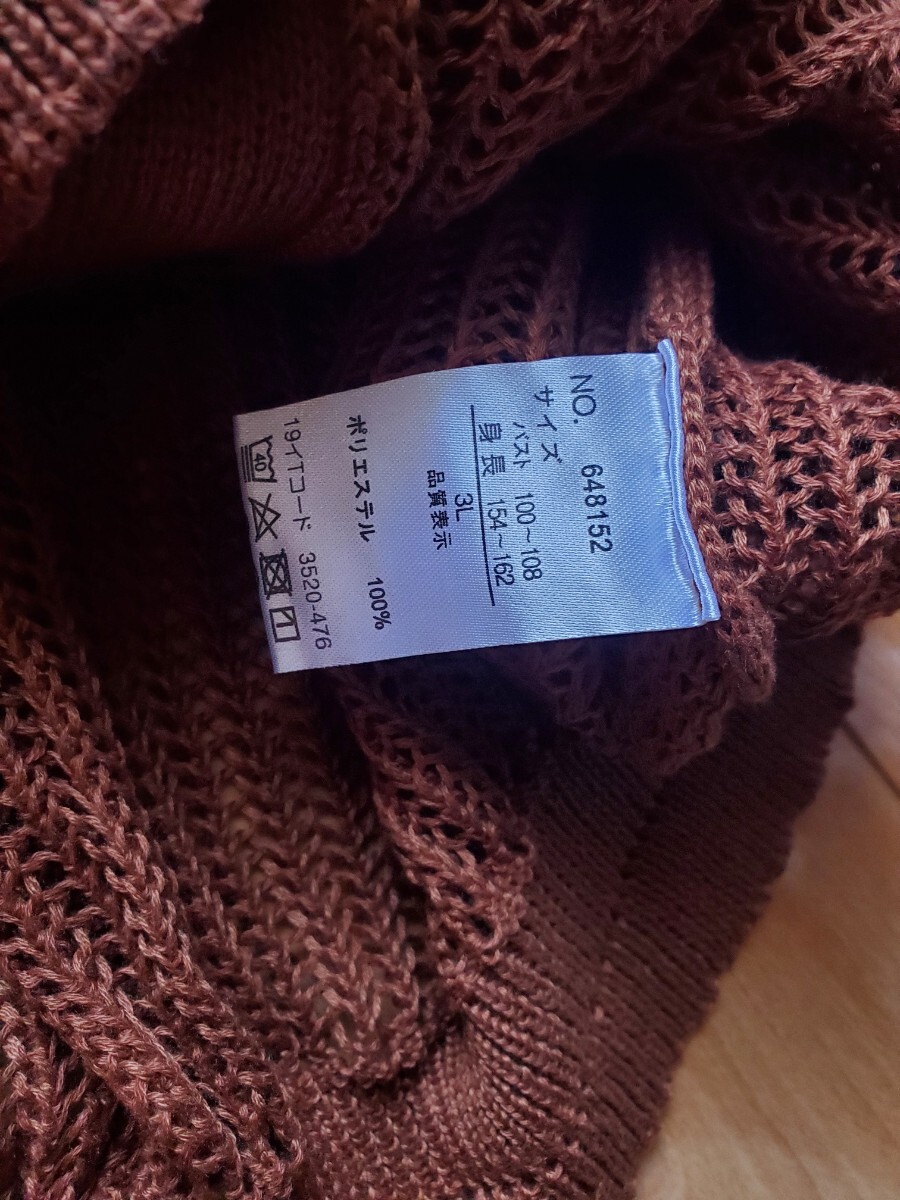 NO. 648152
サイズ
バスト 100~108
身長 154~162
3L
品質表示
ポリエステル 100%
19イTコード 3520-476
40